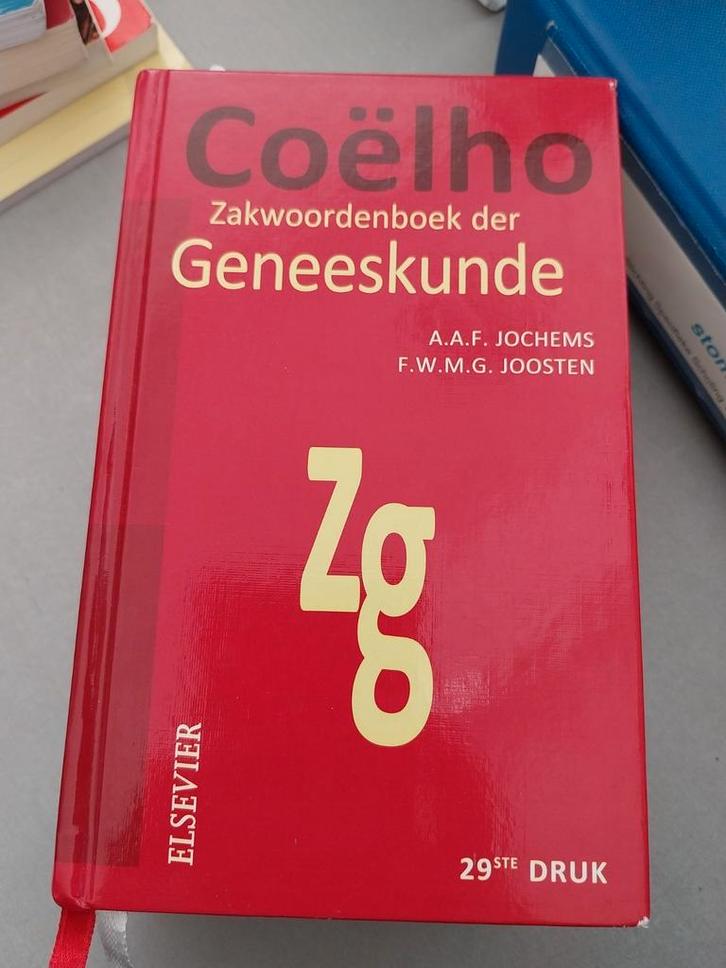 Coëlho
Zakwoordenboek der
Geneeskunde
A.A.F. JOCHEMS
F.W.M.G. JOOSTEN
Zg
ELSEVIER
29STE DRUK